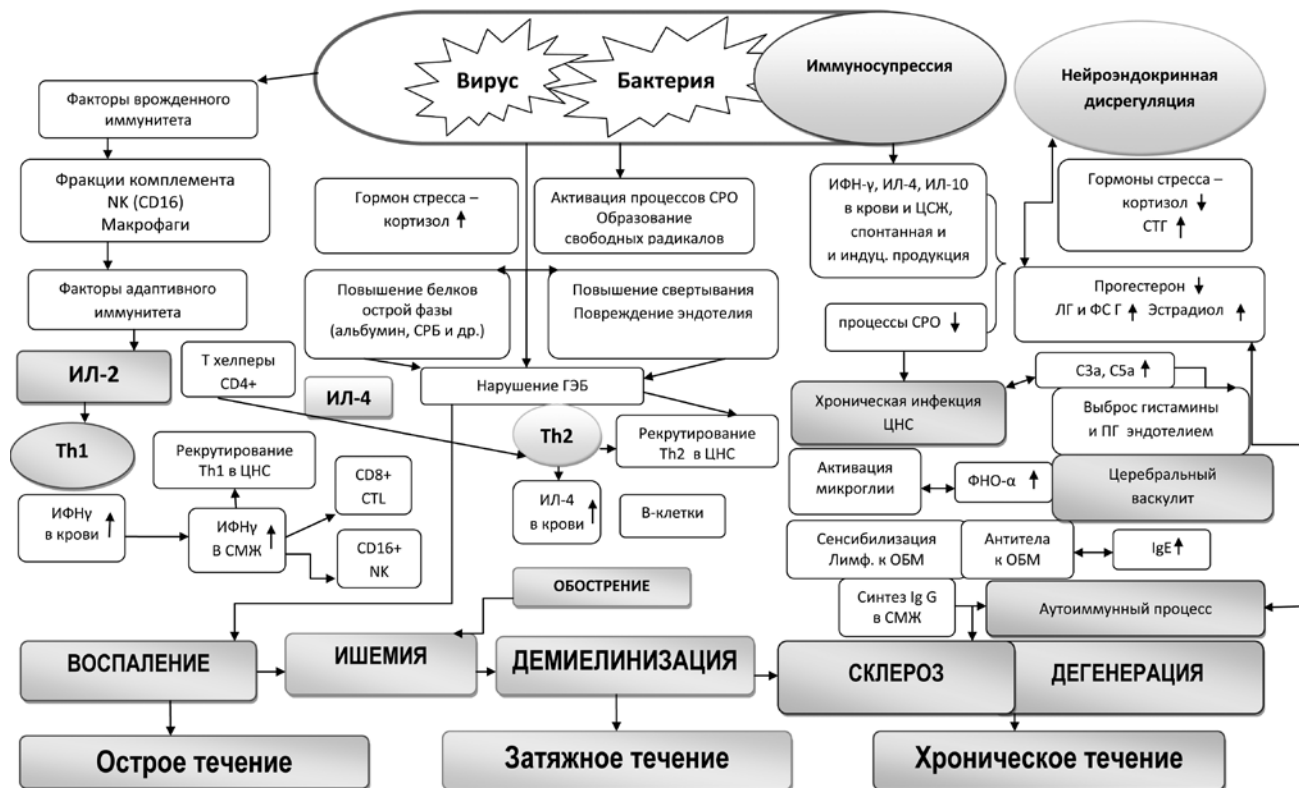 Вирус
Бактерия
Иммуносупрессия
Нейроэндокринная
дисрегуляция
Факторы врожденного
иммунитета
Фракции комплемента
NK (CD16)
Макрофаги
Факторы адаптивного
иммунитета
ИЛ-2
Th1
Гормон стресса –
кортизол
Активация процессов СРО
Образование
свободных радикалов
Повышение белков
острой фазы
(альбумин, СРБ и др.)
Повышение свертывания
Повреждение эндотелия
Т хелперы
CD4+
ИЛ-4
Нарушение ГЭБ
Th2
Рекрутирование
Th2 в ЦНС
Рекрутирование
Th1 в ЦНС
CD8+
CTL
ИФНγ
в крови
ИФНγ
В СМЖ
CD16+
NK
ИЛ-4
в крови
В-клетки
ИФН-γ, ИЛ-4, ИЛ-10
в крови и ЦСЖ,
спонтанная и
и индуц. продукция
процессы СРО
Гормоны стресса –
кортизол
СТГ
Прогестерон
ЛГ и ФС Г Эстрадиол
Хроническая инфекция
ЦНС
С3а, С5а
Выброс гистамины
и ПГ эндотелием
Активация
микроглии
ФНО-α
Церебральный
васкулит
Сенсибилизация
Лимф. к ОБМ
Антитела
к ОБМ
IgE
Синтез Ig G
в СМЖ
Аутоиммунный процесс
ОБОСТРЕНИЕ
ВОСПАЛЕНИЕ
ИШЕМИЯ
ДЕМИЕЛИНИЗАЦИЯ
СКЛЕРОЗ
ДЕГЕНЕРАЦИЯ
Острое течение
Затяжное течение
Хроническое течение